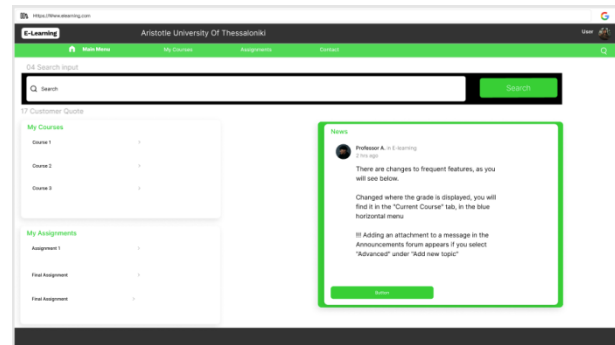 https://www.elearning.com
E-Learning
Aristotle University Of Thessaloniki
User
Main Menu
My Courses
Assignments
Contact
04 Search input
Search
Search
17 Customer Quote
My Courses
Course 1
Course 2
Course 3
My Assignments
Assignment 1
Final Assignment
Final Assignment
News
Professor A. in E-learning
2 hrs ago
There are changes to frequent features, as you
will see below.
Changed where the grade is displayed, you will
find it in the "Current Course" tab, in the blue
horizontal menu
!!! Adding an attachment to a message in the
Announcements forum appears if you select
"Advanced" under "Add new topic"
Button